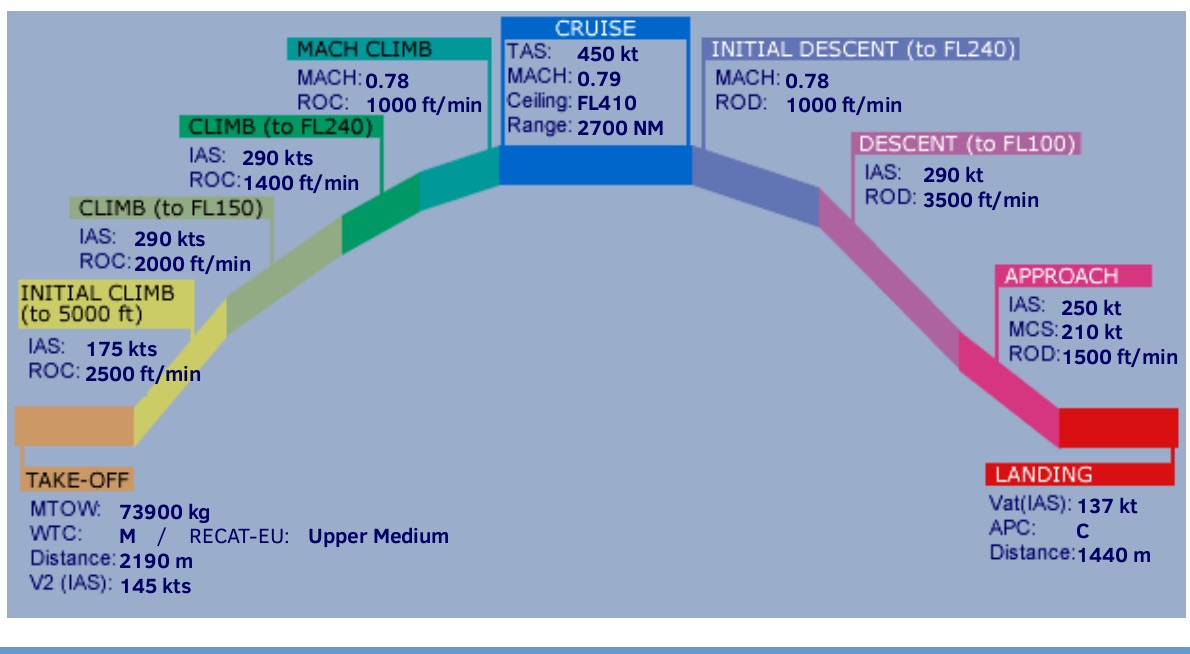 CRUISE
TAS: 450 kt
MACH: 0.79
Ceiling: FL410
Range: 2700 NM
MACH CLIMB
MACH: 0.78
ROC: 1000 ft/min
INITIAL DESCENT (to FL240)
MACH: 0.78
ROD: 1000 ft/min
CLIMB (to FL240)
IAS: 290 kts
ROC: 1400 ft/min
DESCENT (to FL100)
IAS: 290 kt
ROD: 3500 ft/min
CLIMB (to FL150)
IAS: 290 kts
ROC: 2000 ft/min
INITIAL CLIMB
(to 5000 ft)
IAS: 175 kts
ROC: 2500 ft/min
APPROACH
IAS: 250 kt
MCS: 210 kt
ROD: 1500 ft/min
TAKE-OFF
MTOW: 73900 kg
WTC: M / RECAT-EU: Upper Medium
Distance: 2190 m
V2 (IAS): 145 kts
LANDING
Vat(IAS): 137 kt
APC: C
Distance: 1440 m